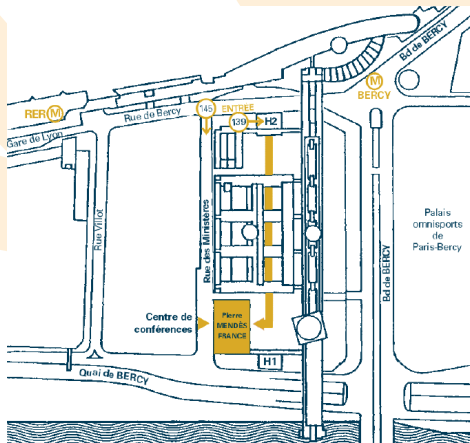 Bd de BERCY
M
BERCY
RER M
Gare de Lyon
Rue de Bercy
145
ENTREE
139
H2
Rue Villot
Rue des Ministères
Palais
omnisports
de
Paris-Bercy
Bd de BERCY
Centre de
conférences
Pierre
MENDÈS
FRANCE
H1
Quai de BERCY